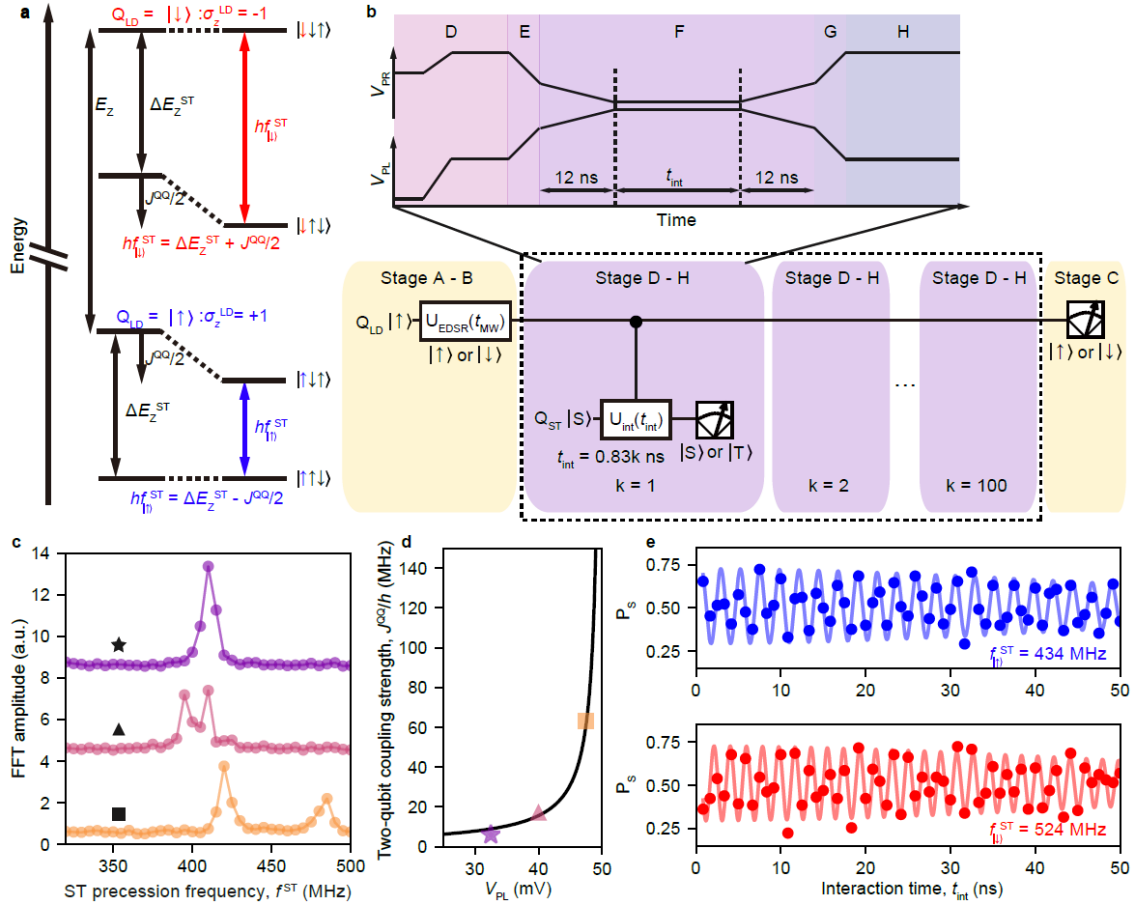 a
Energy
Q_LD = |↓⟩ :σ_z^LD = -1
E_Z
ΔE_Z^ST
hf_|↓⟩^ST
J^QQ/2
|↓↓↑⟩
|↓↑↓⟩
hf_|↓⟩^ST = ΔE_Z^ST + J^QQ/2
Q_LD = |↑⟩ :σ_z^LD = +1
J^QQ/2
ΔE_Z^ST
hf_|↑⟩^ST
|↑↓↑⟩
|↑↑↓⟩
hf_|↑⟩^ST = ΔE_Z^ST - J^QQ/2
b
D E F G H
V_PR
V_PL
12 ns t_int 12 ns
Time
Stage A - B Stage D - H Stage D - H Stage D - H Stage C
Q_LD |↑⟩ U_EDSR(t_MW)
|↑⟩ or |↓⟩
|↑⟩ or |↓⟩
...
Q_ST |S⟩ U_int(t_int)
t_int = 0.83k ns |S⟩ or |T⟩
k = 1 k = 2 k = 100
c
FFT amplitude (a.u.)
14
12
10
8
6
4
2
0
350 400 450 500
ST precession frequency, f^ST (MHz)
d
Two-qubit coupling strength, J^QQ/h (MHz)
140
120
100
80
60
40
20
0
30 40 50
V_PL (mV)
e
P_S
0.75
0.50
0.25
f_|↑⟩^ST = 434 MHz
0 10 20 30 40 50
P_S
0.75
0.50
0.25
f_|↓⟩^ST = 524 MHz
0 10 20 30 40 50
Interaction time, t_int (ns)